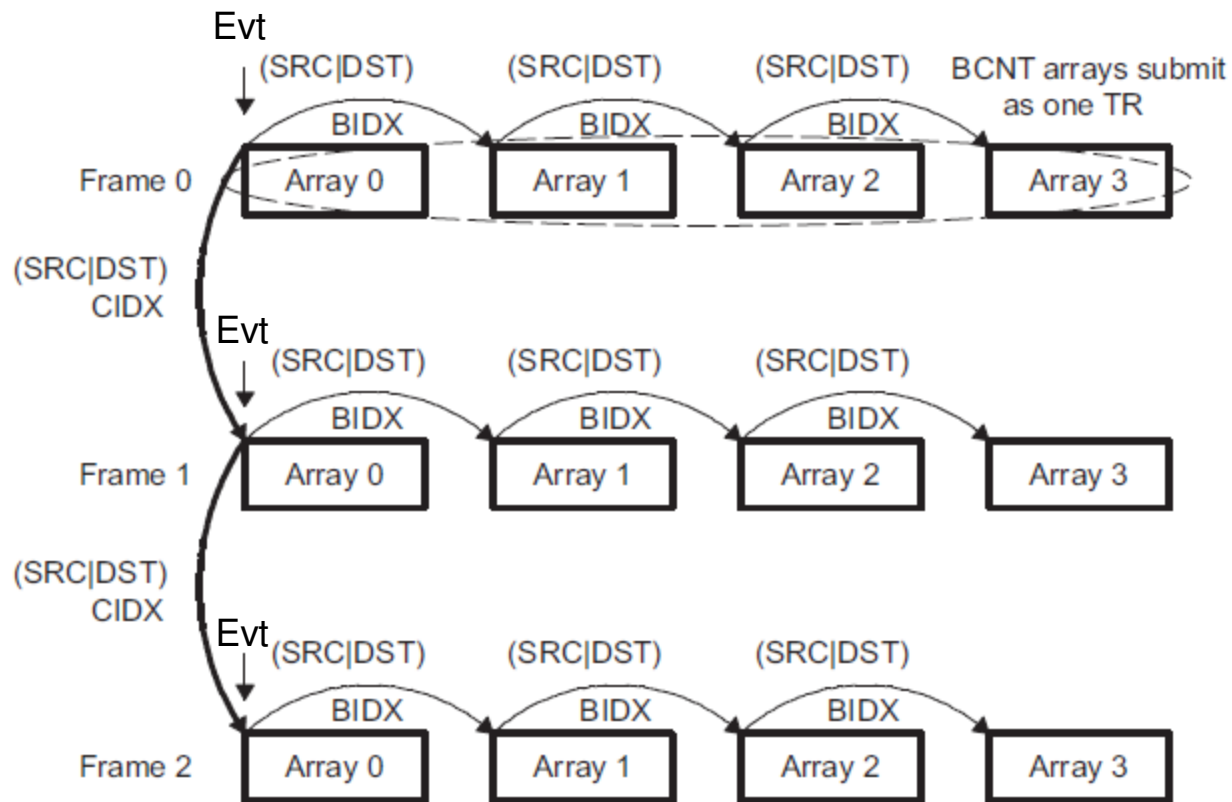 Evt
(SRC|DST) (SRC|DST) (SRC|DST) BCNT arrays submit
as one TR
BIDX BIDX BIDX
Frame 0 Array 0 Array 1 Array 2 Array 3
(SRC|DST)
CIDX
Evt
(SRC|DST) (SRC|DST) (SRC|DST)
BIDX BIDX BIDX
Frame 1 Array 0 Array 1 Array 2 Array 3
(SRC|DST)
CIDX
Evt
(SRC|DST) (SRC|DST) (SRC|DST)
BIDX BIDX BIDX
Frame 2 Array 0 Array 1 Array 2 Array 3